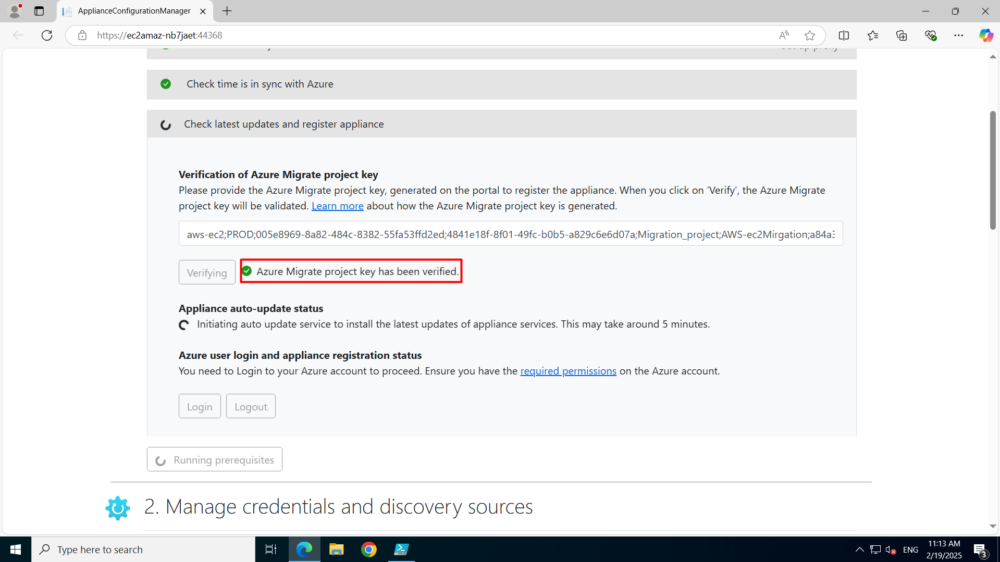 ApplianceConfigurationManager
https://ec2amaz-nb7jaet:44368
Check time is in sync with Azure
Check latest updates and register appliance
Verification of Azure Migrate project key
Please provide the Azure Migrate project key, generated on the portal to register the appliance. When you click on ‘Verify’, the Azure Migrate
project key will be validated. Learn more about how the Azure Migrate project key is generated.
aws-ec2;PROD;005e8969-8a82-484c-8382-55fa53ffd2ed;4841e18f-8f01-49fc-b0b5-a829c6e6d07a;Migration_project;AWS-ec2Mirgation;a84a3
Verifying
Azure Migrate project key has been verified.
Appliance auto-update status
Initiating auto update service to install the latest updates of appliance services. This may take around 5 minutes.
Azure user login and appliance registration status
You need to Login to your Azure account to proceed. Ensure you have the required permissions on the Azure account.
Login
Logout
Running prerequisites
2. Manage credentials and discovery sources
Type here to search
ENG
11:13 AM
2/19/2025
3